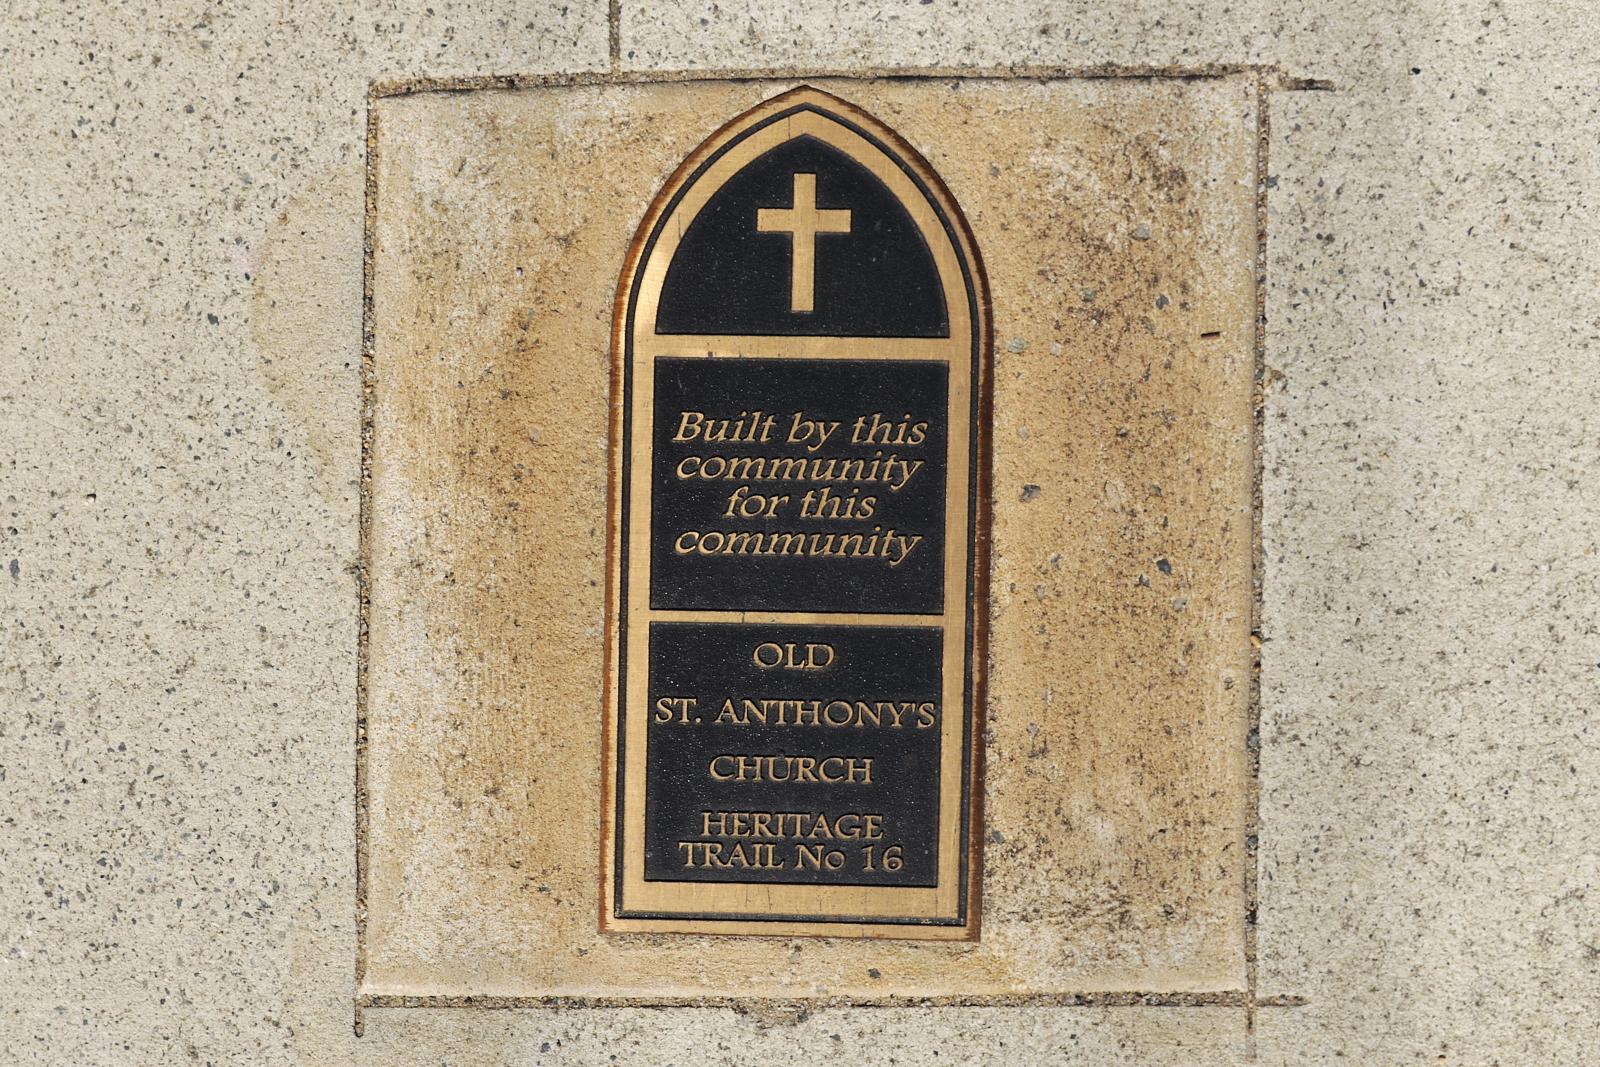 Built by this
community
for this
community
OLD
ST. ANTHONY'S
CHURCH
HERITAGE
TRAIL No 16